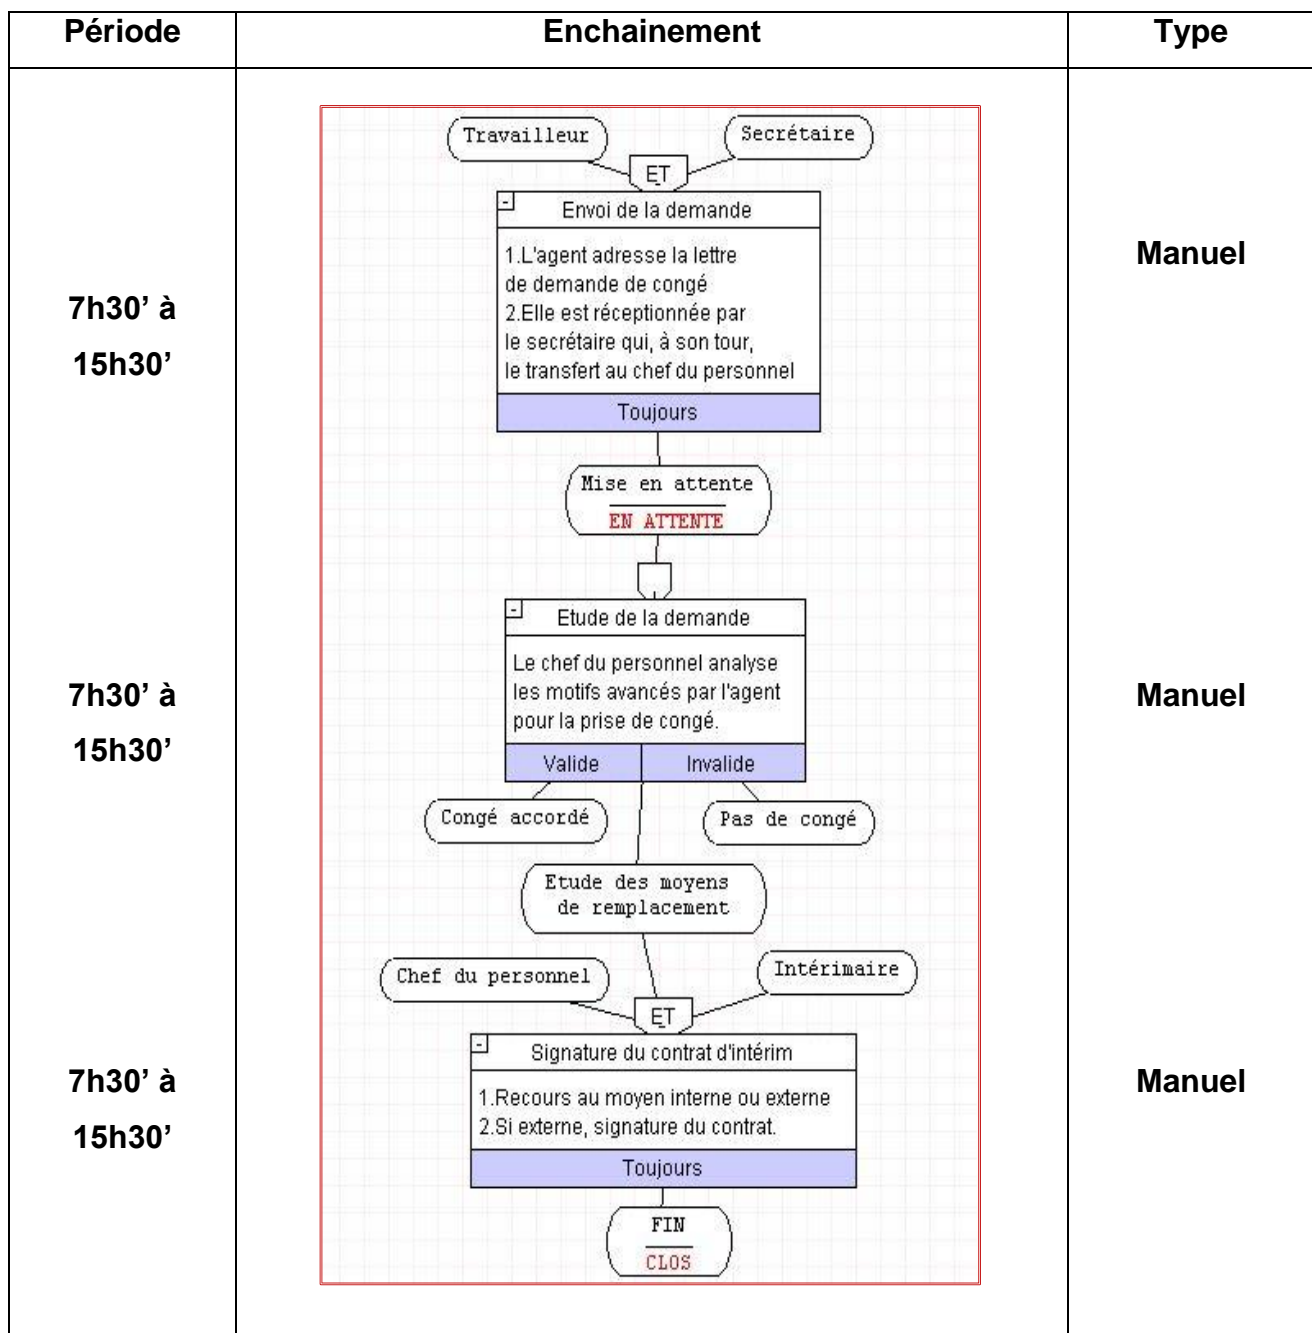 Période
Enchainement
Type
Travailleur
Secrétaire
ET
Envoi de la demande
1.L'agent adresse la lettre
de demande de congé
2.Elle est réceptionnée par
le secrétaire qui, à son tour,
le transfert au chef du personnel
Toujours
7h30’ à
15h30’
Manuel
Mise en attente
EN ATTENTE
Etude de la demande
Le chef du personnel analyse
les motifs avancés par l'agent
pour la prise de congé.
Valide
Invalide
7h30’ à
15h30’
Manuel
Congé accordé
Pas de congé
Etude des moyens
de remplacement
Chef du personnel
Intérimaire
ET
Signature du contrat d'intérim
1.Recours au moyen interne ou externe
2.Si externe, signature du contrat.
Toujours
7h30’ à
15h30’
Manuel
FIN
CLOS